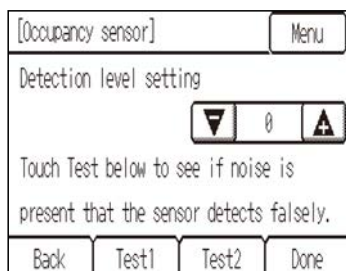 [Occupancy sensor] Menu
Detection level setting
0
Touch Test below to see if noise is
present that the sensor detects falsely.
Back Test1 Test2 Done